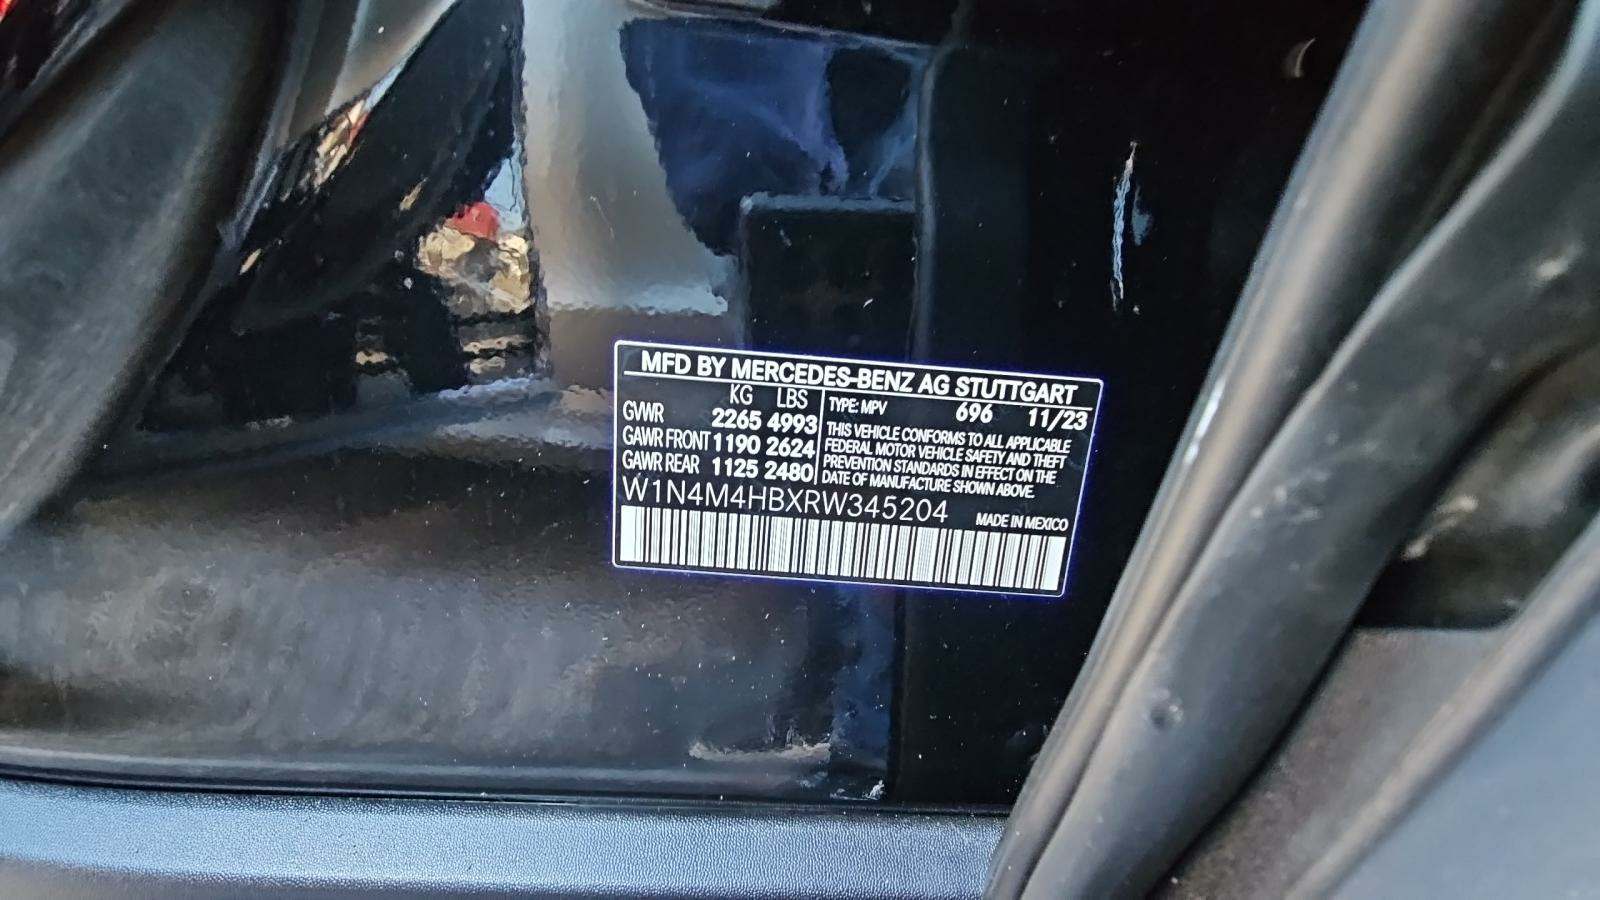 MFD BY MERCEDES-BENZ AG STUTTGART
KG LBS
GVWR 2265 4993
GAWR FRONT 1190 2624
GAWR REAR 1125 2480
TYPE: MPV 696 11/23
THIS VEHICLE CONFORMS TO ALL APPLICABLE
FEDERAL MOTOR VEHICLE SAFETY AND THEFT
PREVENTION STANDARDS IN EFFECT ON THE
DATE OF MANUFACTURE SHOWN ABOVE.
W1N4M4HBXRW345204
MADE IN MEXICO